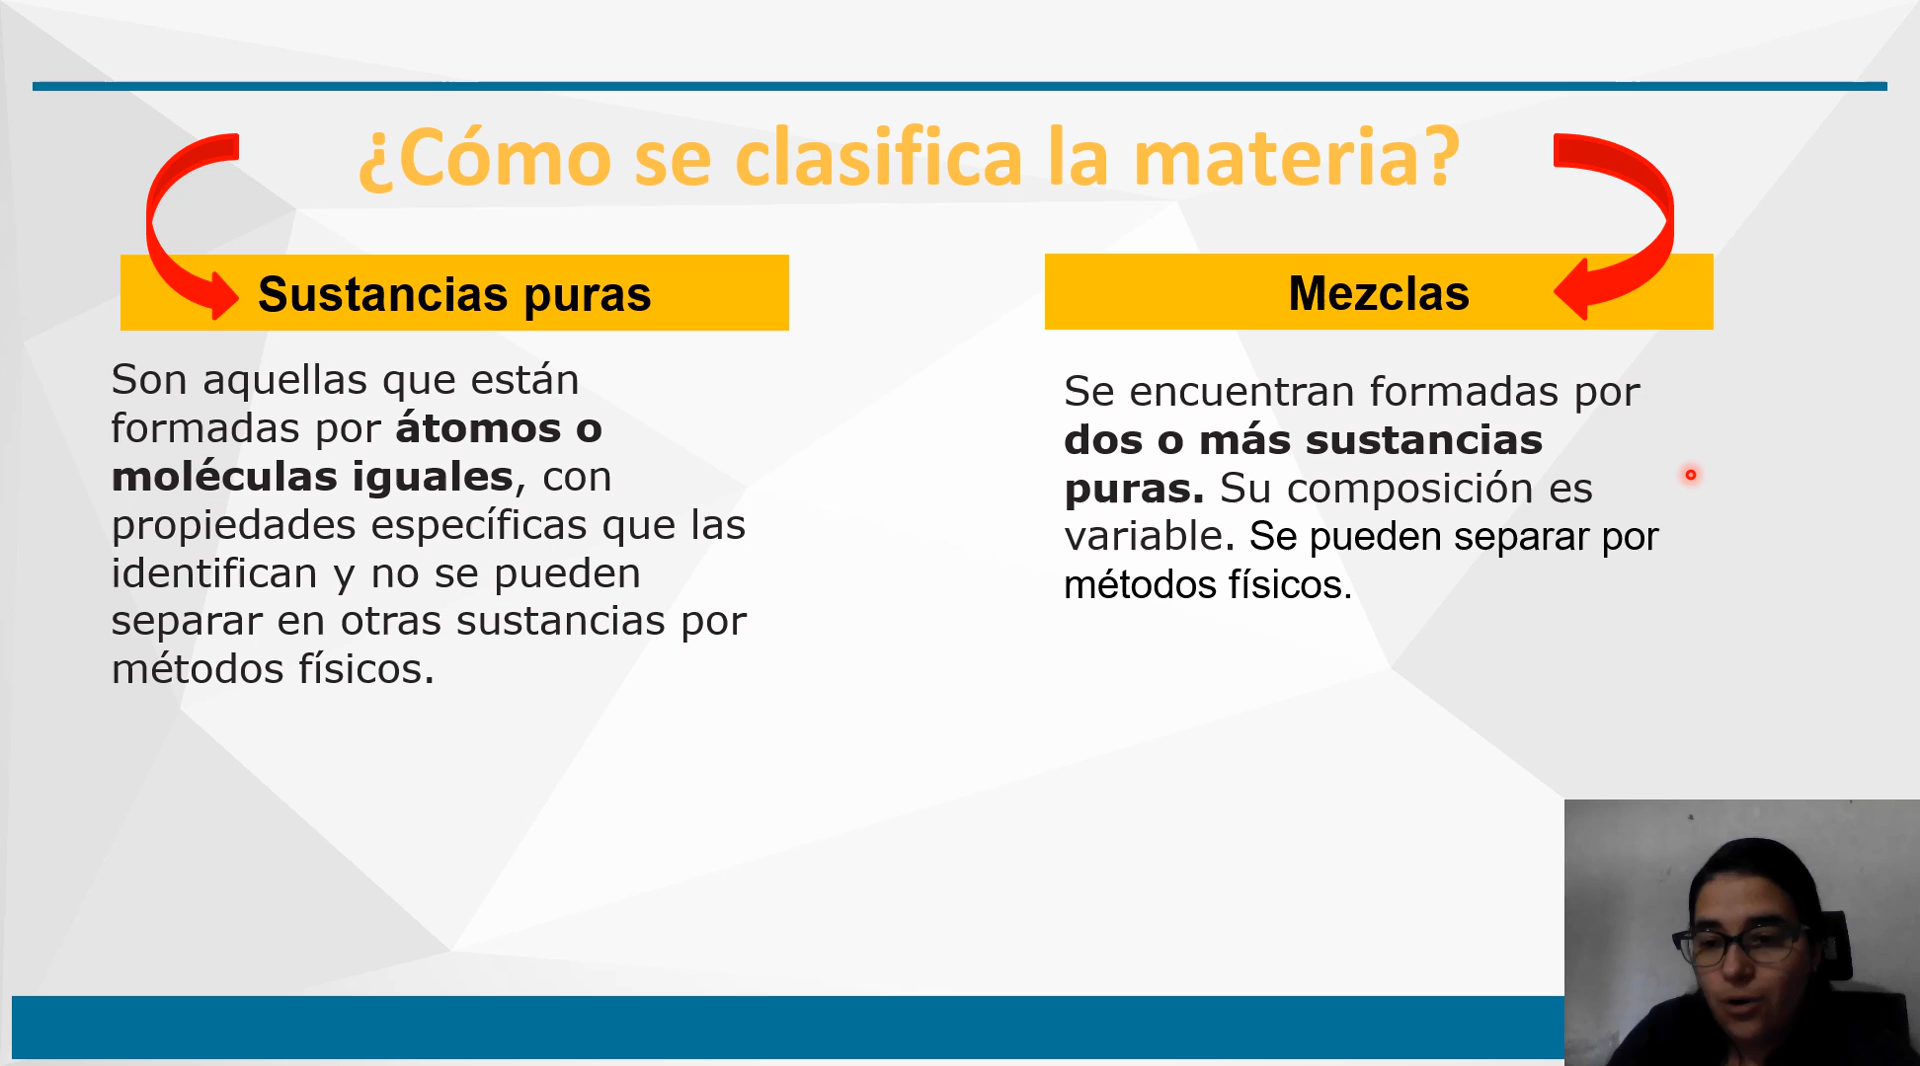 ¿Cómo se clasifica la materia?
Sustancias puras
Son aquellas que están
formadas por átomos o
moléculas iguales, con
propiedades específicas que las
identifican y no se pueden
separar en otras sustancias por
métodos físicos.
Mezclas
Se encuentran formadas por
dos o más sustancias
puras. Su composición es
variable. Se pueden separar por
métodos físicos.